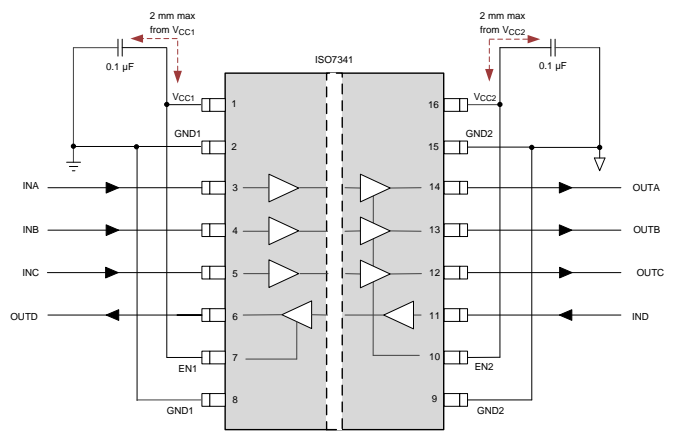 2 mm max
from VCC1
2 mm max
from VCC2
0.1 µF
0.1 µF
ISO7341
VCC1
1
16
VCC2
GND1
2
15
GND2
INA
3
14
OUTA
INB
4
13
OUTB
INC
5
12
OUTC
OUTD
6
11
IND
7
10
EN1
EN2
8
9
GND1
GND2